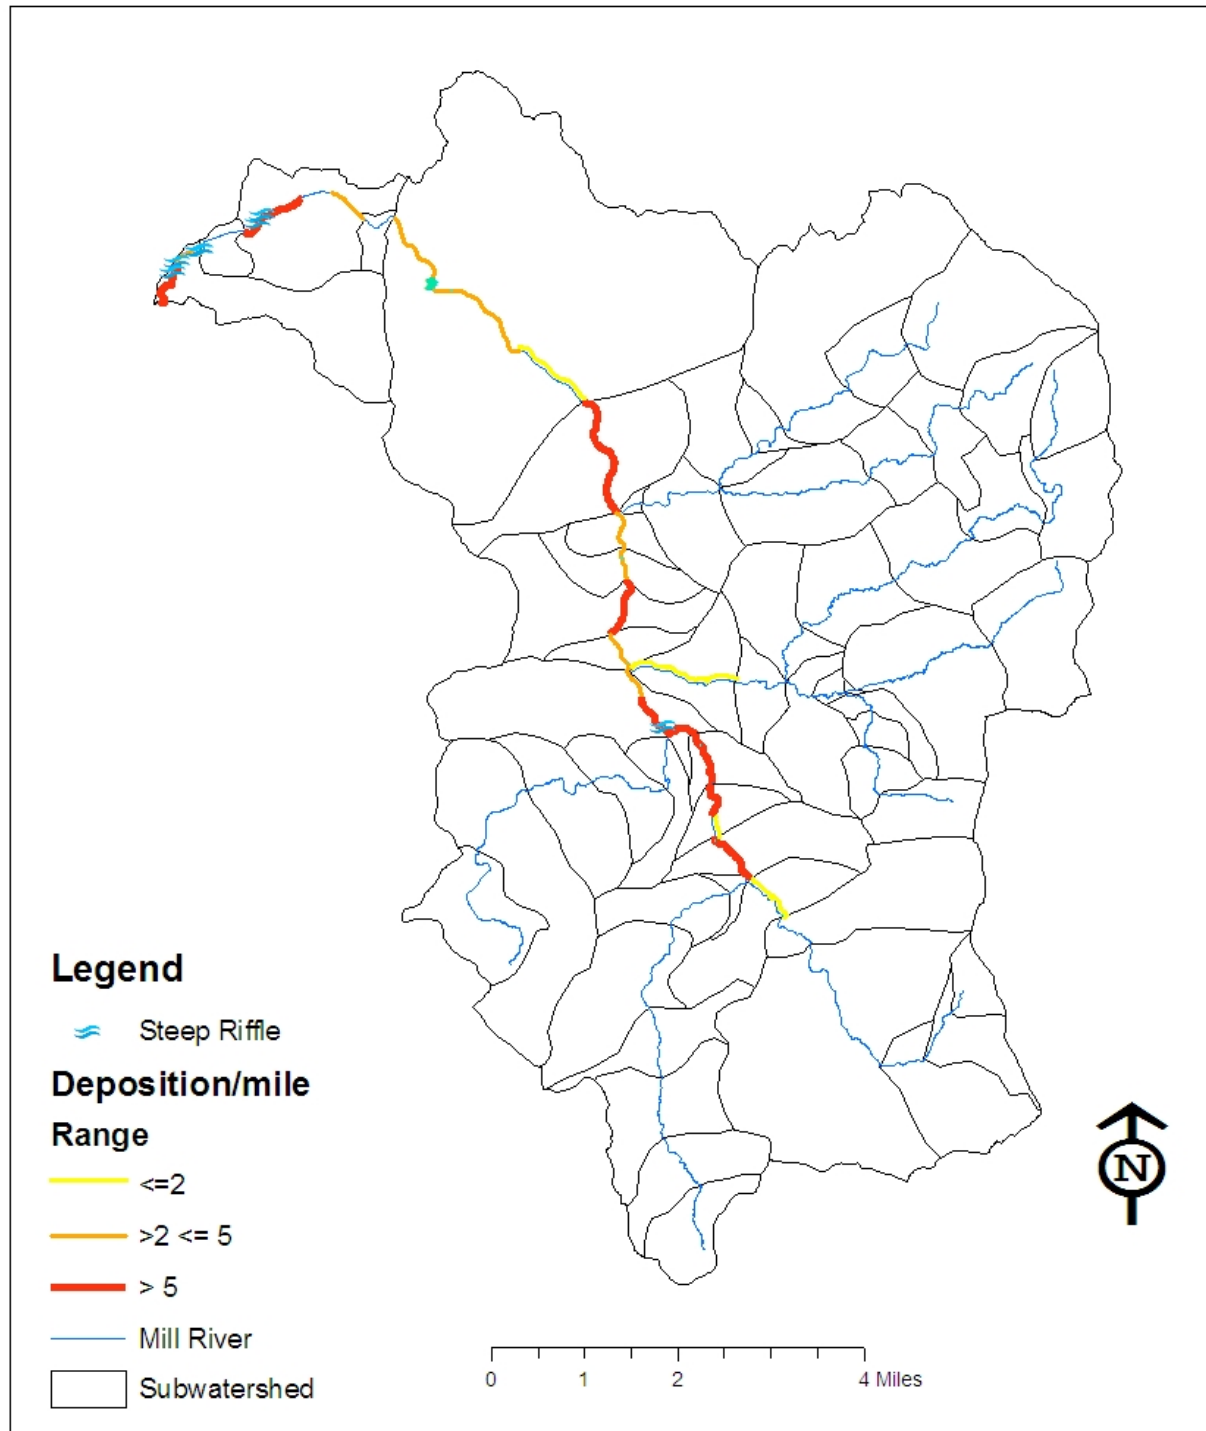 Legend
Steep Riffle
Deposition/mile
Range
<=2
>2 <= 5
> 5
Mill River
Subwatershed
N
0 1 2 4 Miles